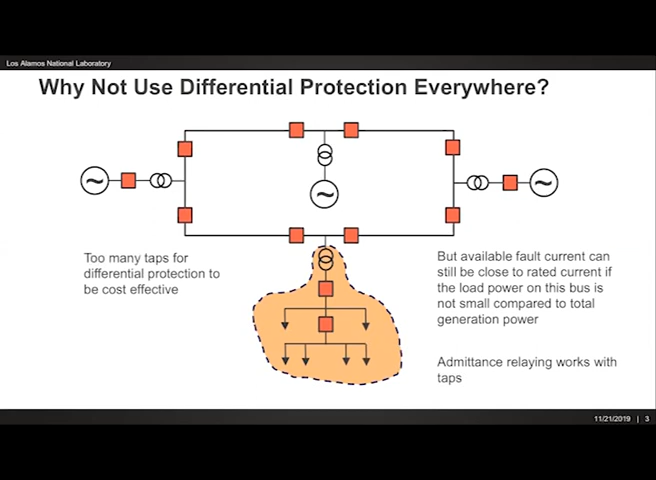 Los Alamos National Laboratory
Why Not Use Differential Protection Everywhere?
Too many taps for
differential protection to
be cost effective
But available fault current can
still be close to rated current if
the load power on this bus is
not small compared to total
generation power
Admittance relaying works with
taps
11/21/2019 | 3